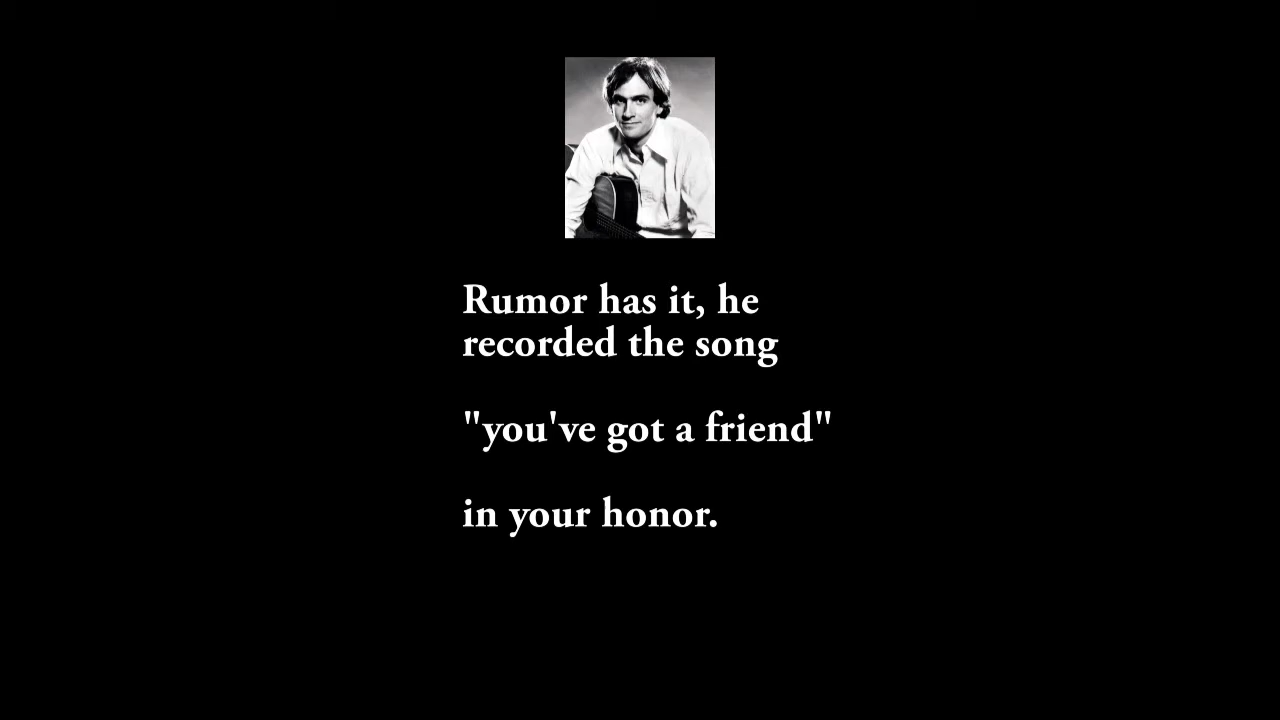 Rumor has it, he
recorded the song
"you've got a friend"
in your honor.